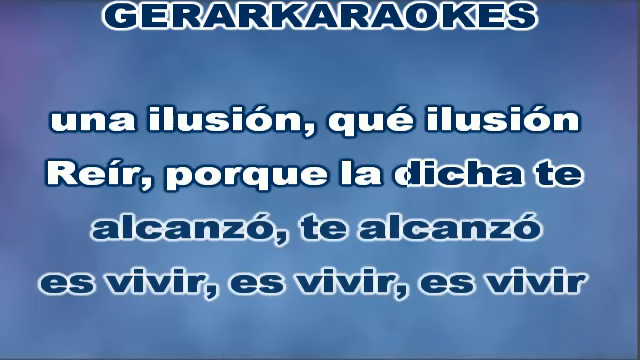 GERARKARAOKES
una ilusión, qué ilusión
Reír, porque la dicha te
alcanzó, te alcanzó
es vivir, es vivir, es vivir